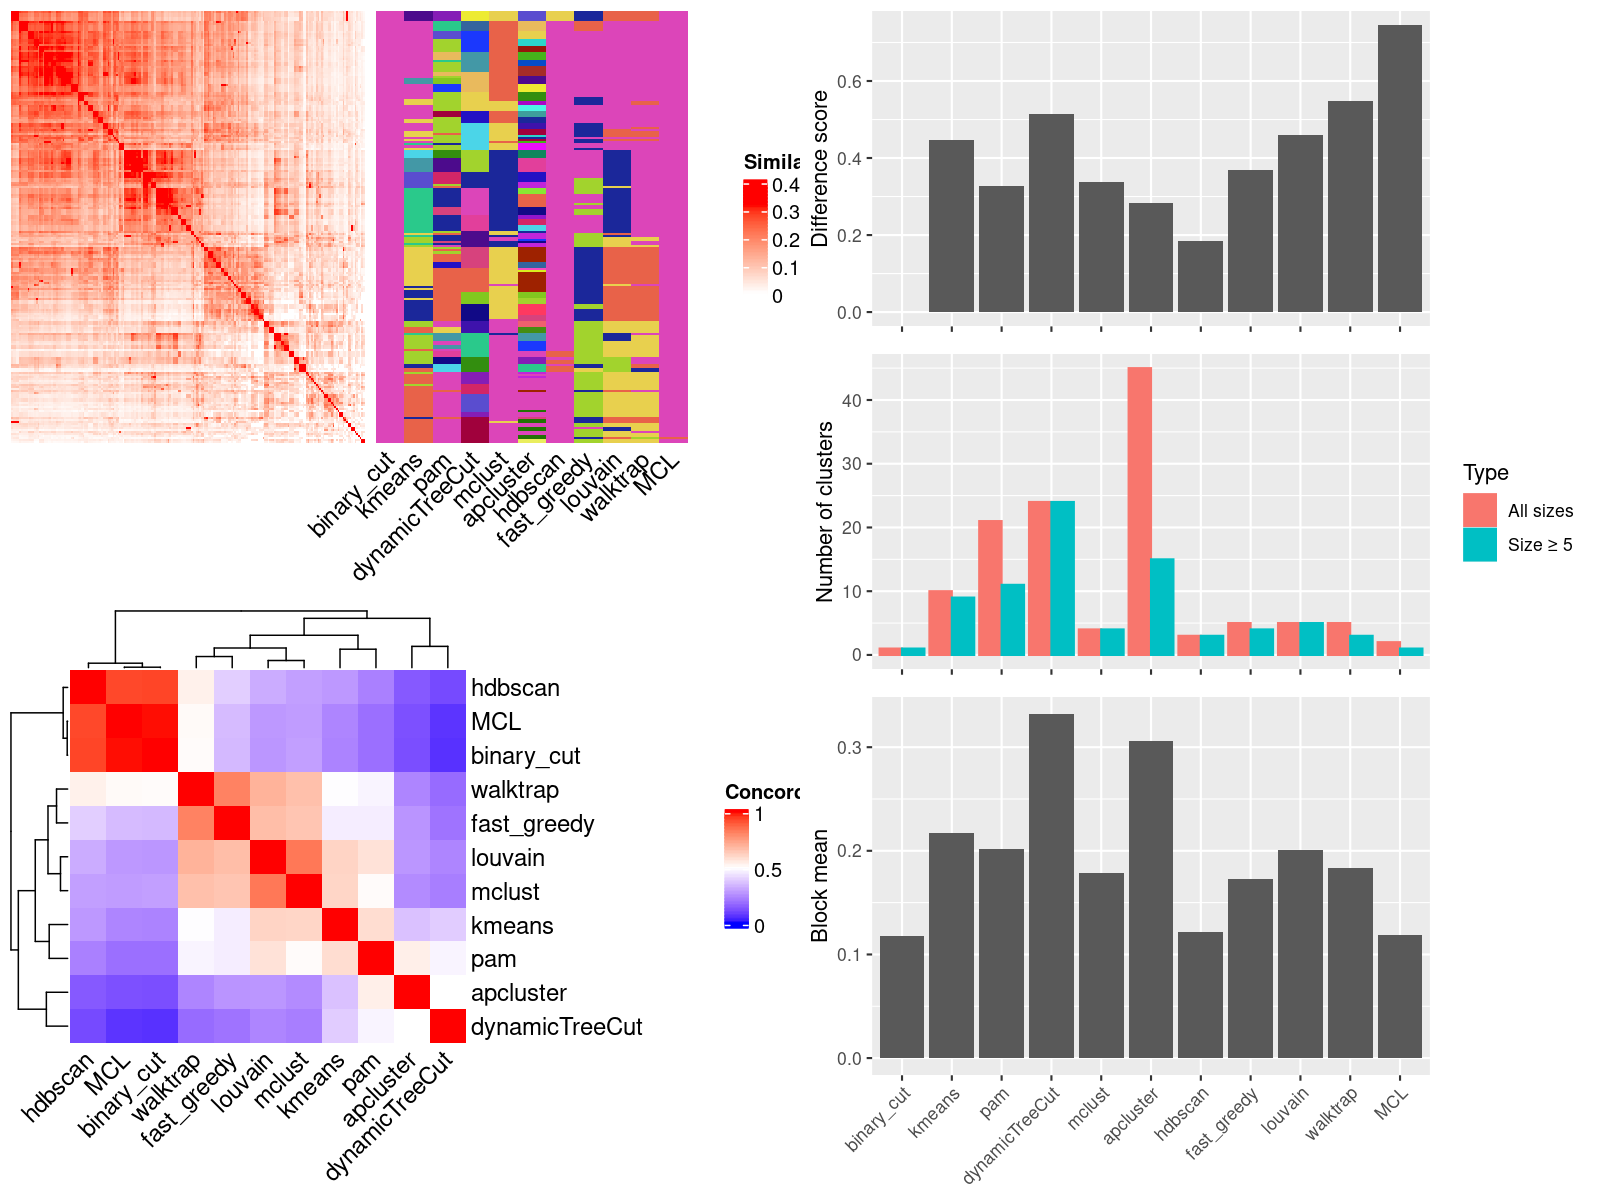 Simila
0.4
0.3
0.2
0.1
0
binary_cut
kmeans
pam
dynamicTreeCut
mclust
apcluster
hdbscan
fast_greedy
louvain
walktrap
MCL
hdbscan
MCL
binary_cut
walktrap
fast_greedy
louvain
mclust
kmeans
pam
apcluster
dynamicTreeCut
hdbscan
MCL
binary_cut
walktrap
fast_greedy
louvain
mclust
kmeans
pam
apcluster
dynamicTreeCut
Concord
1
0.5
0
Difference score
0.6
0.4
0.2
0.0
Number of clusters
40
30
20
10
0
Type
All sizes
Size ≥ 5
Block mean
0.3
0.2
0.1
0.0
binary_cut
kmeans
pam
dynamicTreeCut
mclust
apcluster
hdbscan
fast_greedy
louvain
walktrap
MCL